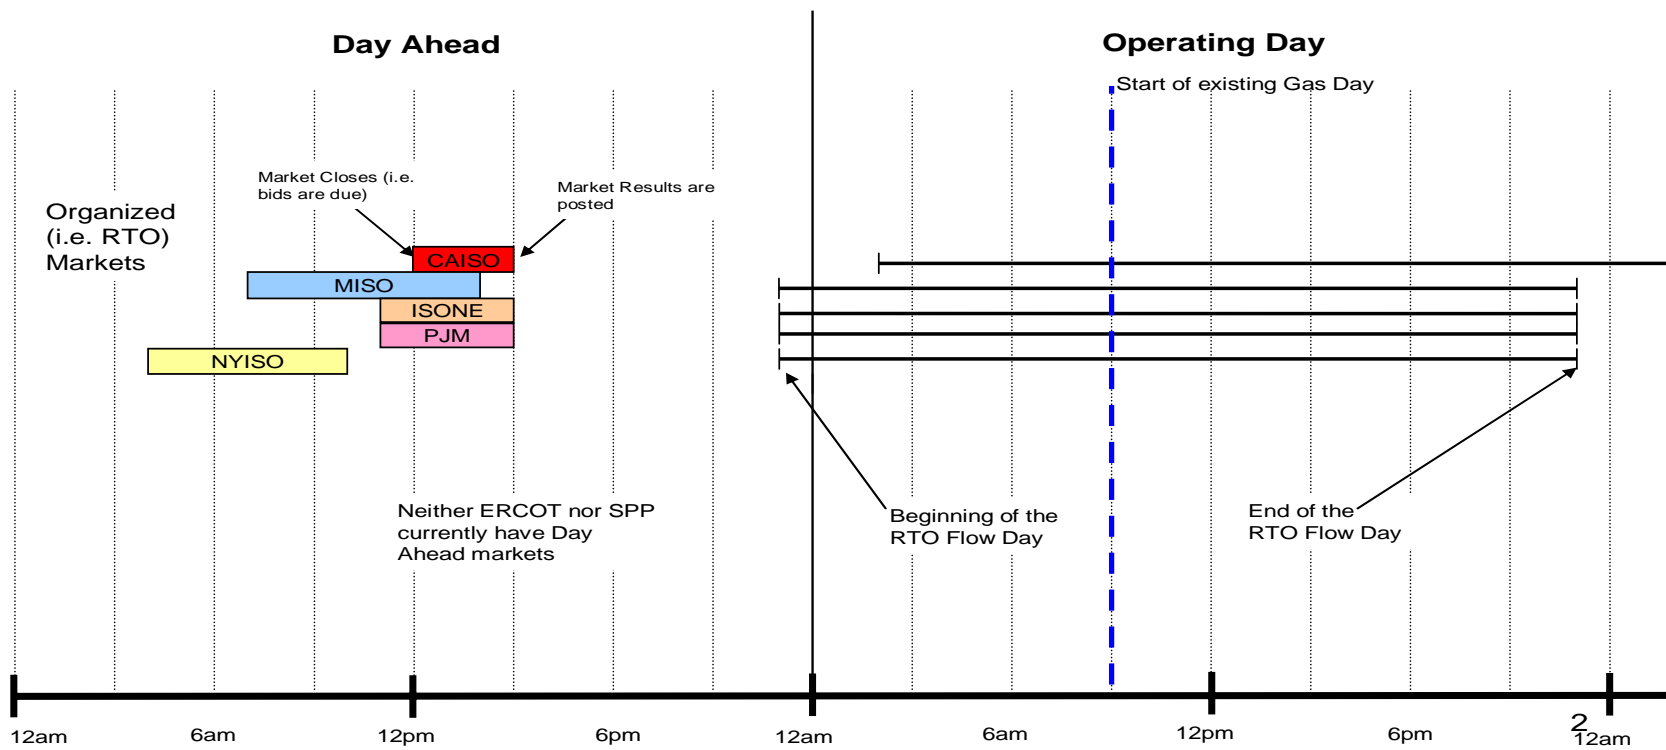 Day Ahead
Operating Day
Start of existing Gas Day
Market Closes (i.e.
bids are due)
Market Results are
posted
Organized
(i.e. RTO)
Markets
CAISO
MISO
ISONE
PJM
NYISO
Neither ERCOT nor SPP
currently have Day
Ahead markets
Beginning of the
RTO Flow Day
End of the
RTO Flow Day
2
12am 6am 12pm 6pm 12am 6am 12pm 6pm 12am